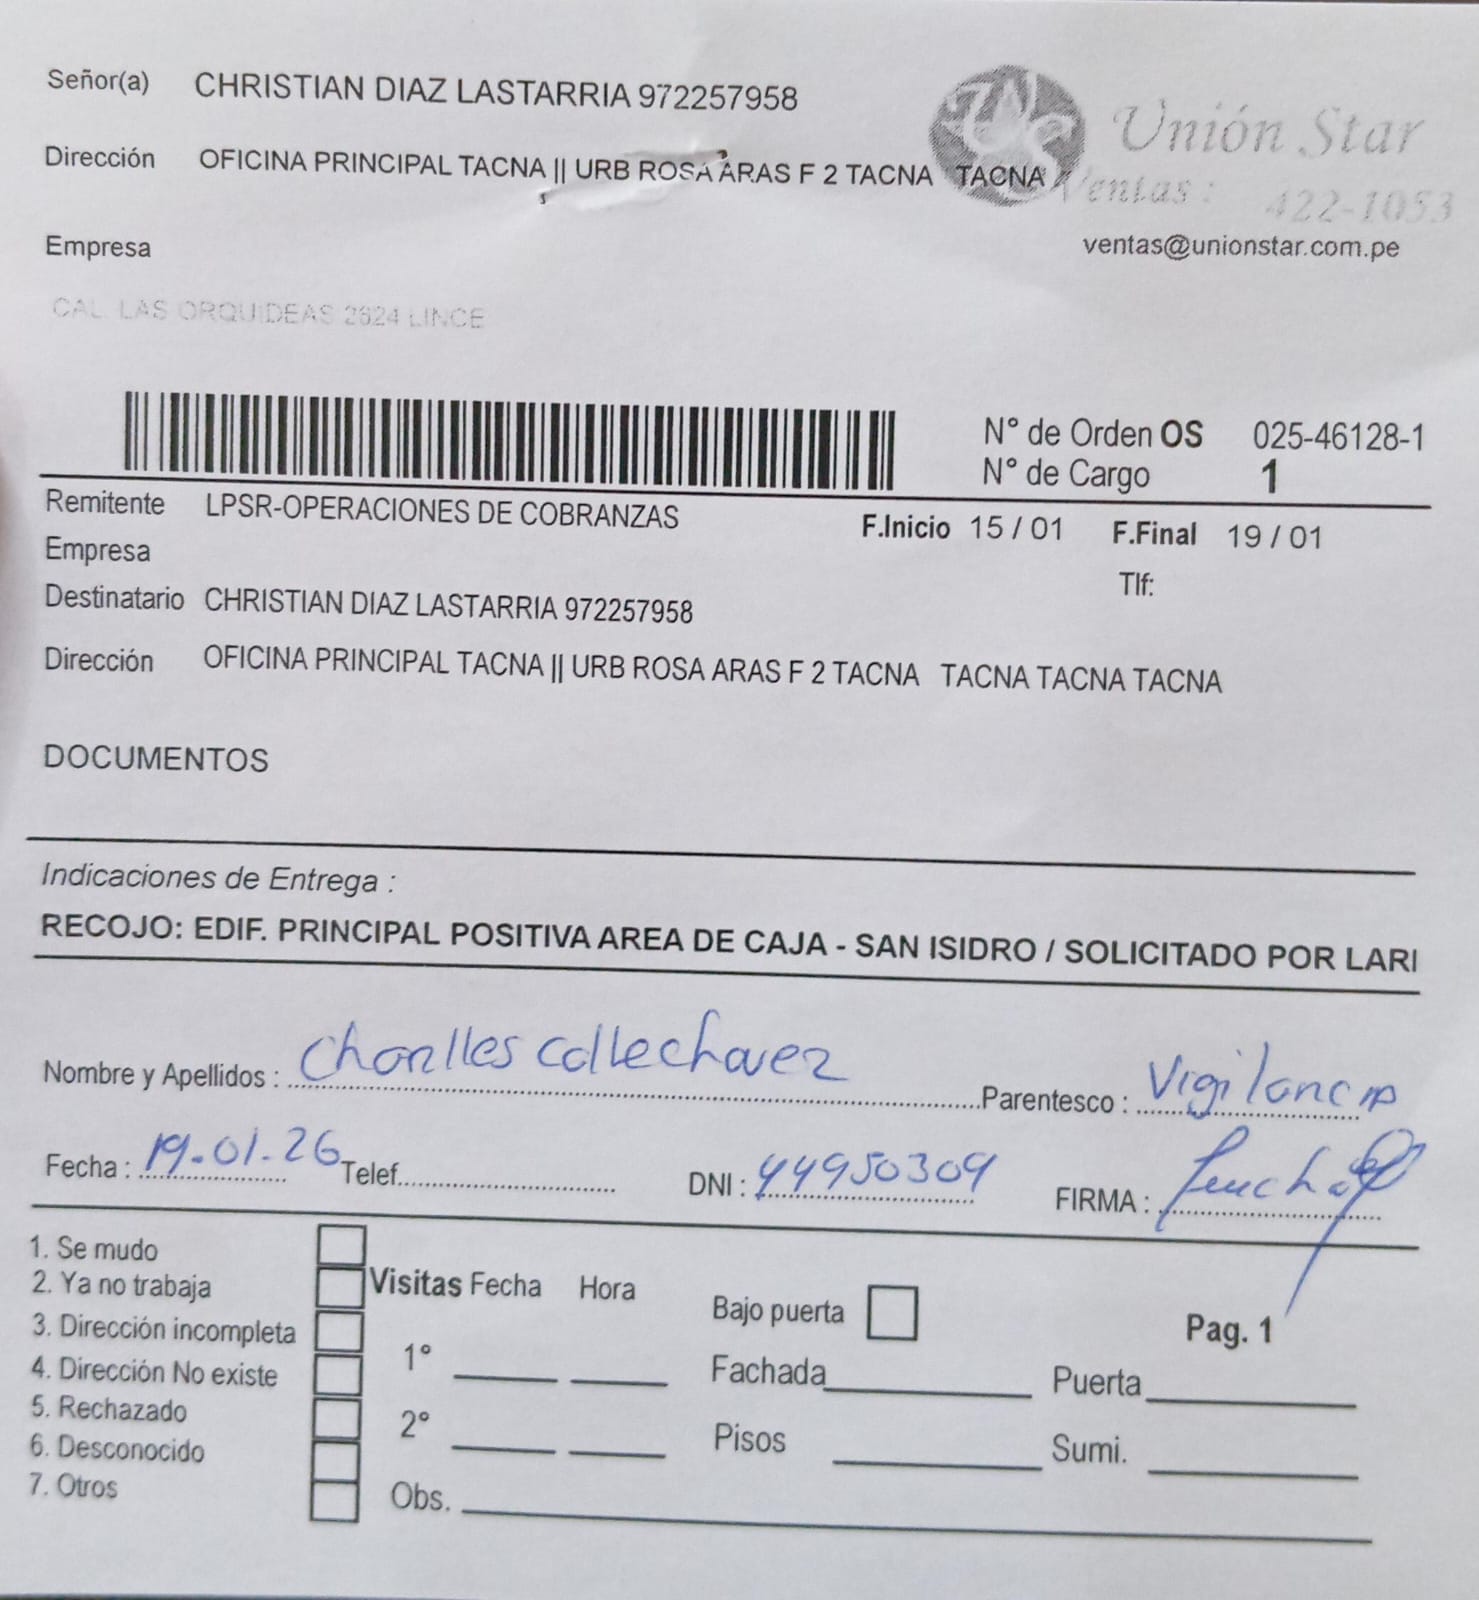 Señor(a) CHRISTIAN DIAZ LASTARRIA 972257958
Unión Star
Dirección OFICINA PRINCIPAL TACNA || URB ROSA ARAS F 2 TACNA TACNA
Ventas : 422-1053
Empresa
ventas@unionstar.com.pe
CAL. LAS ORQUIDEAS 2624 LINCE
N° de Orden OS 025-46128-1
N° de Cargo 1
Remitente LPSR-OPERACIONES DE COBRANZAS
F.Inicio 15 / 01 F.Final 19 / 01
Empresa
Tlf:
Destinatario CHRISTIAN DIAZ LASTARRIA 972257958
Dirección OFICINA PRINCIPAL TACNA || URB ROSA ARAS F 2 TACNA TACNA TACNA TACNA
DOCUMENTOS
Indicaciones de Entrega :
RECOJO: EDIF. PRINCIPAL POSITIVA AREA DE CAJA - SAN ISIDRO / SOLICITADO POR LARI
Nombre y Apellidos : Charlles Calle Chavez Parentesco : Vigilancia
Fecha : 19-01-26 Telef. DNI : 44950309 FIRMA :
1. Se mudo
2. Ya no trabaja
3. Dirección incompleta
4. Dirección No existe
5. Rechazado
6. Desconocido
7. Otros
Visitas Fecha Hora
1°
2°
Obs.
Bajo puerta
Pag. 1
Fachada Puerta
Pisos Sumi.